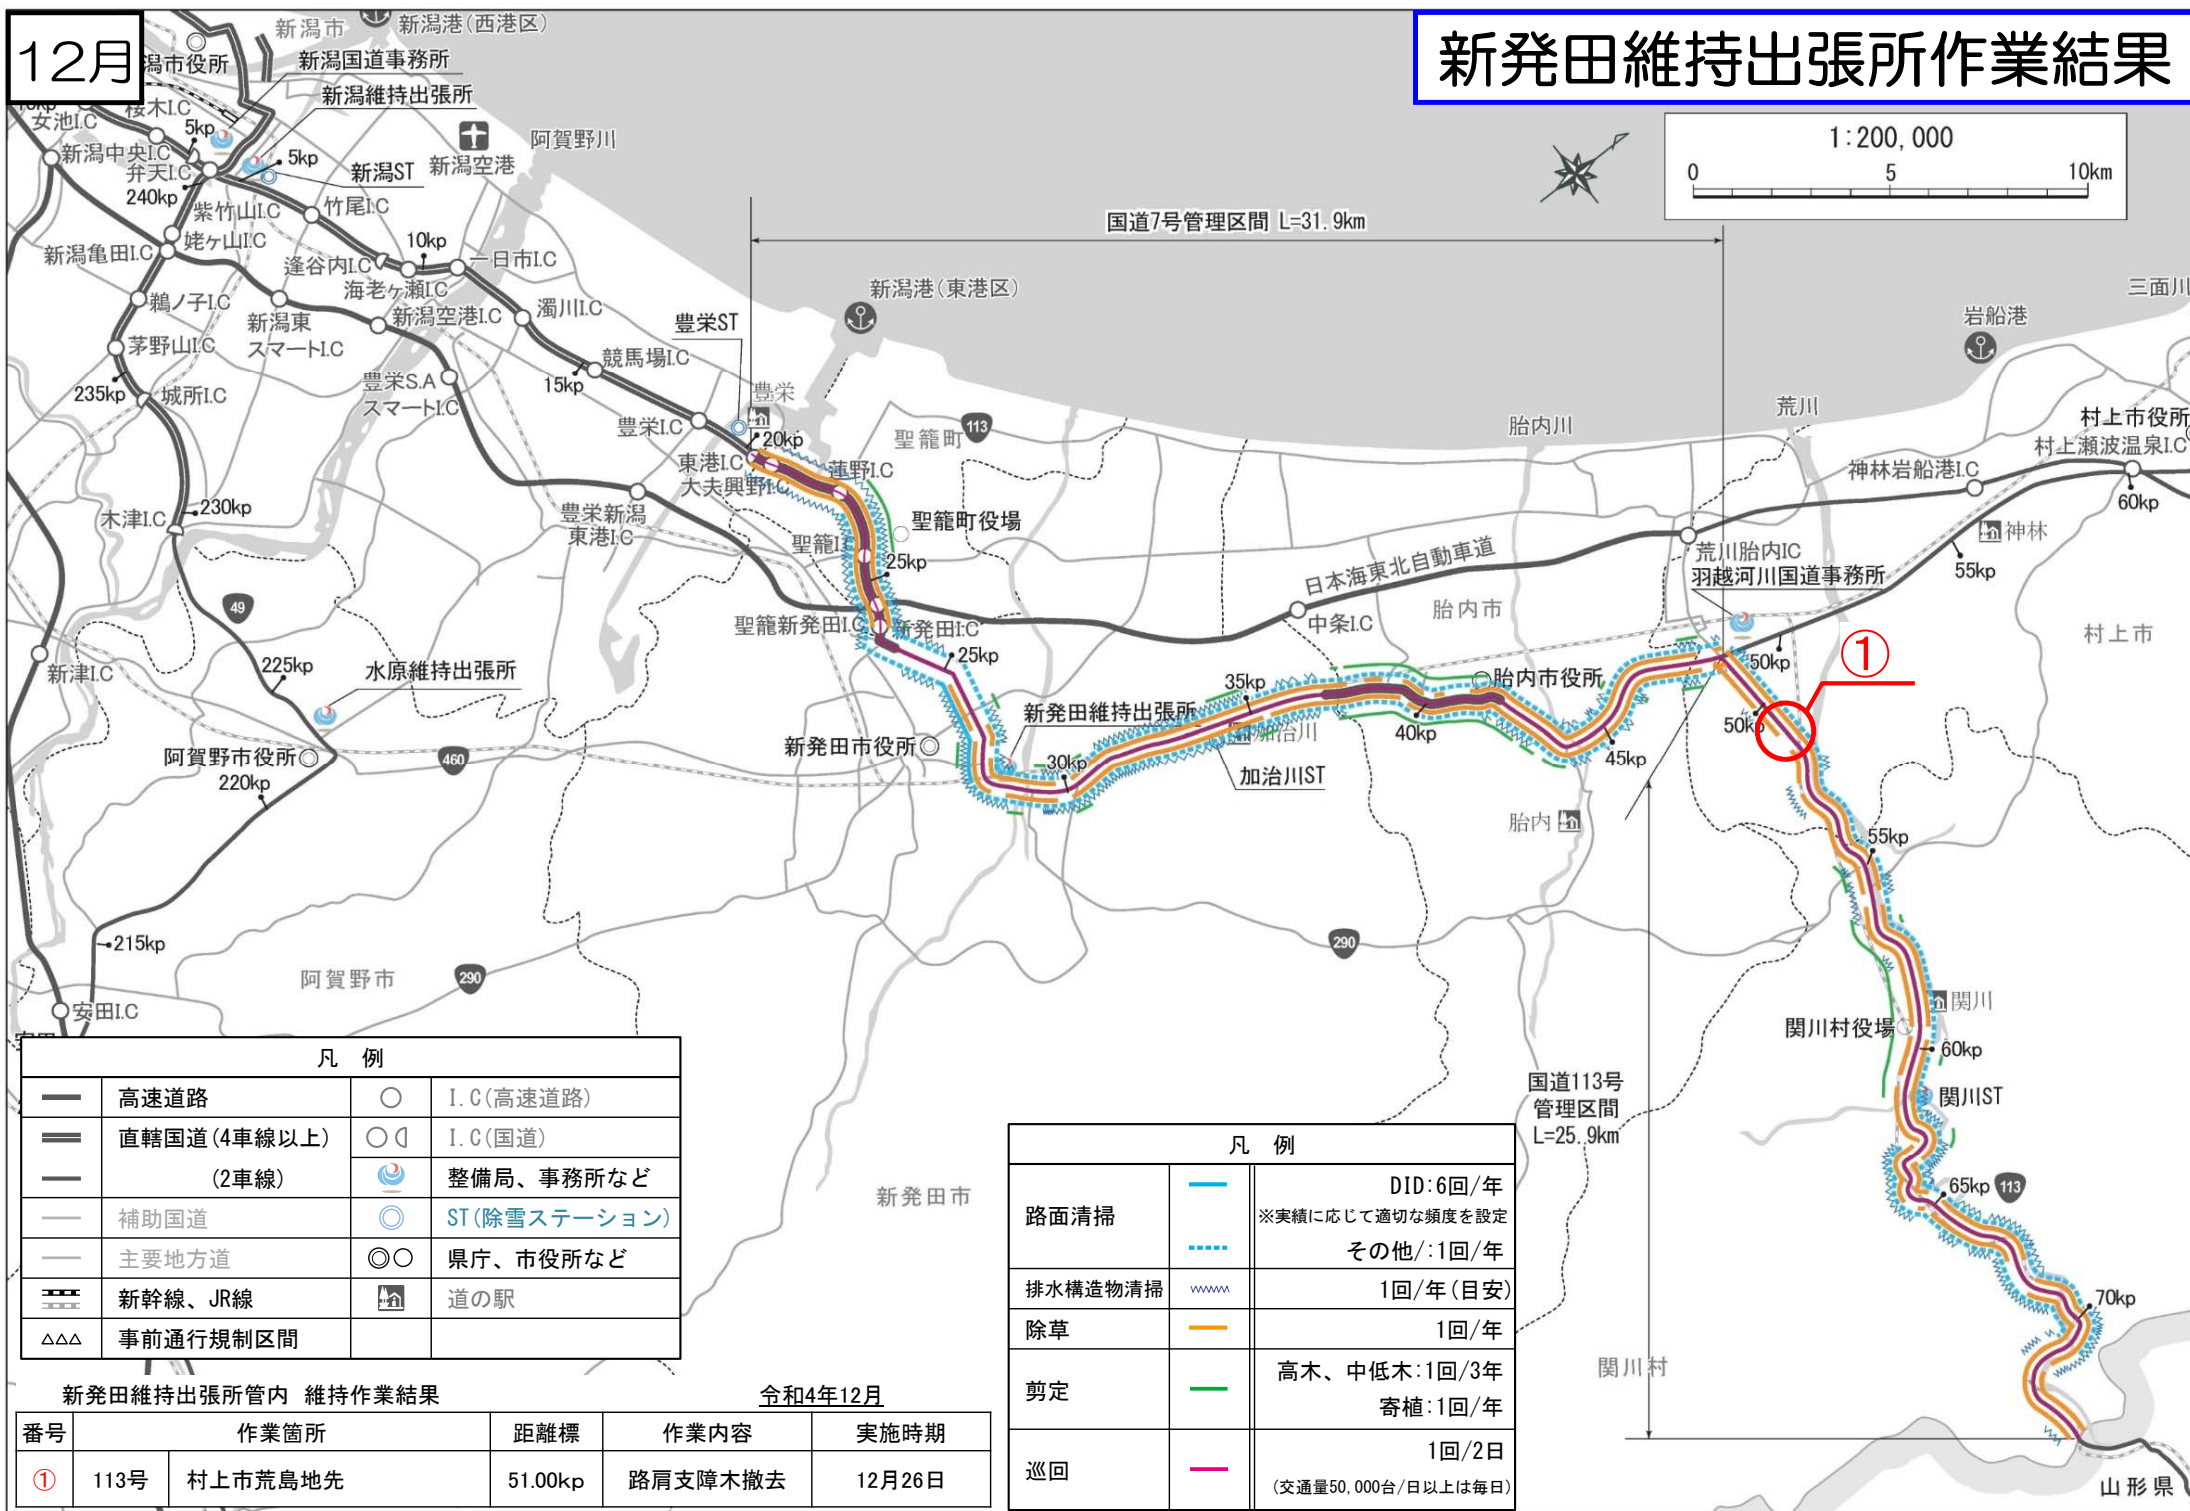 12月
新発田維持出張所作業結果
新潟市
新潟港(西港区)
潟市役所
新潟国道事務所
新潟維持出張所
桜木I.C
女池I.C
5kp
新潟中央I.C
弁天I.C
5kp
新潟ST
新潟空港
阿賀野川
240kp
紫竹山I.C
竹尾I.C
姥ヶ山I.C
新潟亀田I.C
10kp
逢谷内I.C
一日市I.C
海老ヶ瀬I.C
鵜ノ子I.C
新潟東
スマートI.C
新潟空港I.C
濁川I.C
茅野山I.C
235kp
城所I.C
豊栄S.A
スマートI.C
15kp
競馬場I.C
豊栄ST
新潟港(東港区)
豊栄
豊栄I.C
20kp
東港I.C
大夫興野I.C
蓮野I.C
聖籠町
113
国道7号管理区間 L=31.9km
1:200,000
0
5
10km
三面川
岩船港
荒川
胎内川
村上市役所
村上瀬波温泉I.C
神林岩船港I.C
60kp
神林
55kp
荒川胎内IC
羽越河川国道事務所
日本海東北自動車道
中条I.C
胎内市
村上市
木津I.C
230kp
豊栄新潟
東港I.C
聖籠I.
聖籠町役場
25kp
聖籠新発田I.C
新発田I.C
25kp
49
新津I.C
225kp
水原維持出張所
阿賀野市役所
220kp
460
新発田市役所
新発田維持出張所
30kp
35kp
加治川
加治川ST
40kp
胎内市役所
45kp
50kp
50kp
①
胎内
55kp
215kp
阿賀野市
290
290
安田I.C
関川
関川村役場
60kp
関川ST
国道113号
管理区間
L=25.9km
65kp
113
70kp
関川村
新発田市
山形県
凡 例
高速道路
I.C(高速道路)
直轄国道(4車線以上)
I.C(国道)
(2車線)
整備局、事務所など
補助国道
ST(除雪ステーション)
主要地方道
県庁、市役所など
新幹線、JR線
道の駅
事前通行規制区間
凡 例
路面清掃
DID:6回/年
※実績に応じて適切な頻度を設定
その他/:1回/年
排水構造物清掃
1回/年(目安)
除草
1回/年
剪定
高木、中低木:1回/3年
寄植:1回/年
巡回
1回/2日
(交通量50,000台/日以上は毎日)
新発田維持出張所管内 維持作業結果
令和4年12月
番号 作業箇所 距離標 作業内容 実施時期
① 113号 村上市荒島地先 51.00kp 路肩支障木撤去 12月26日